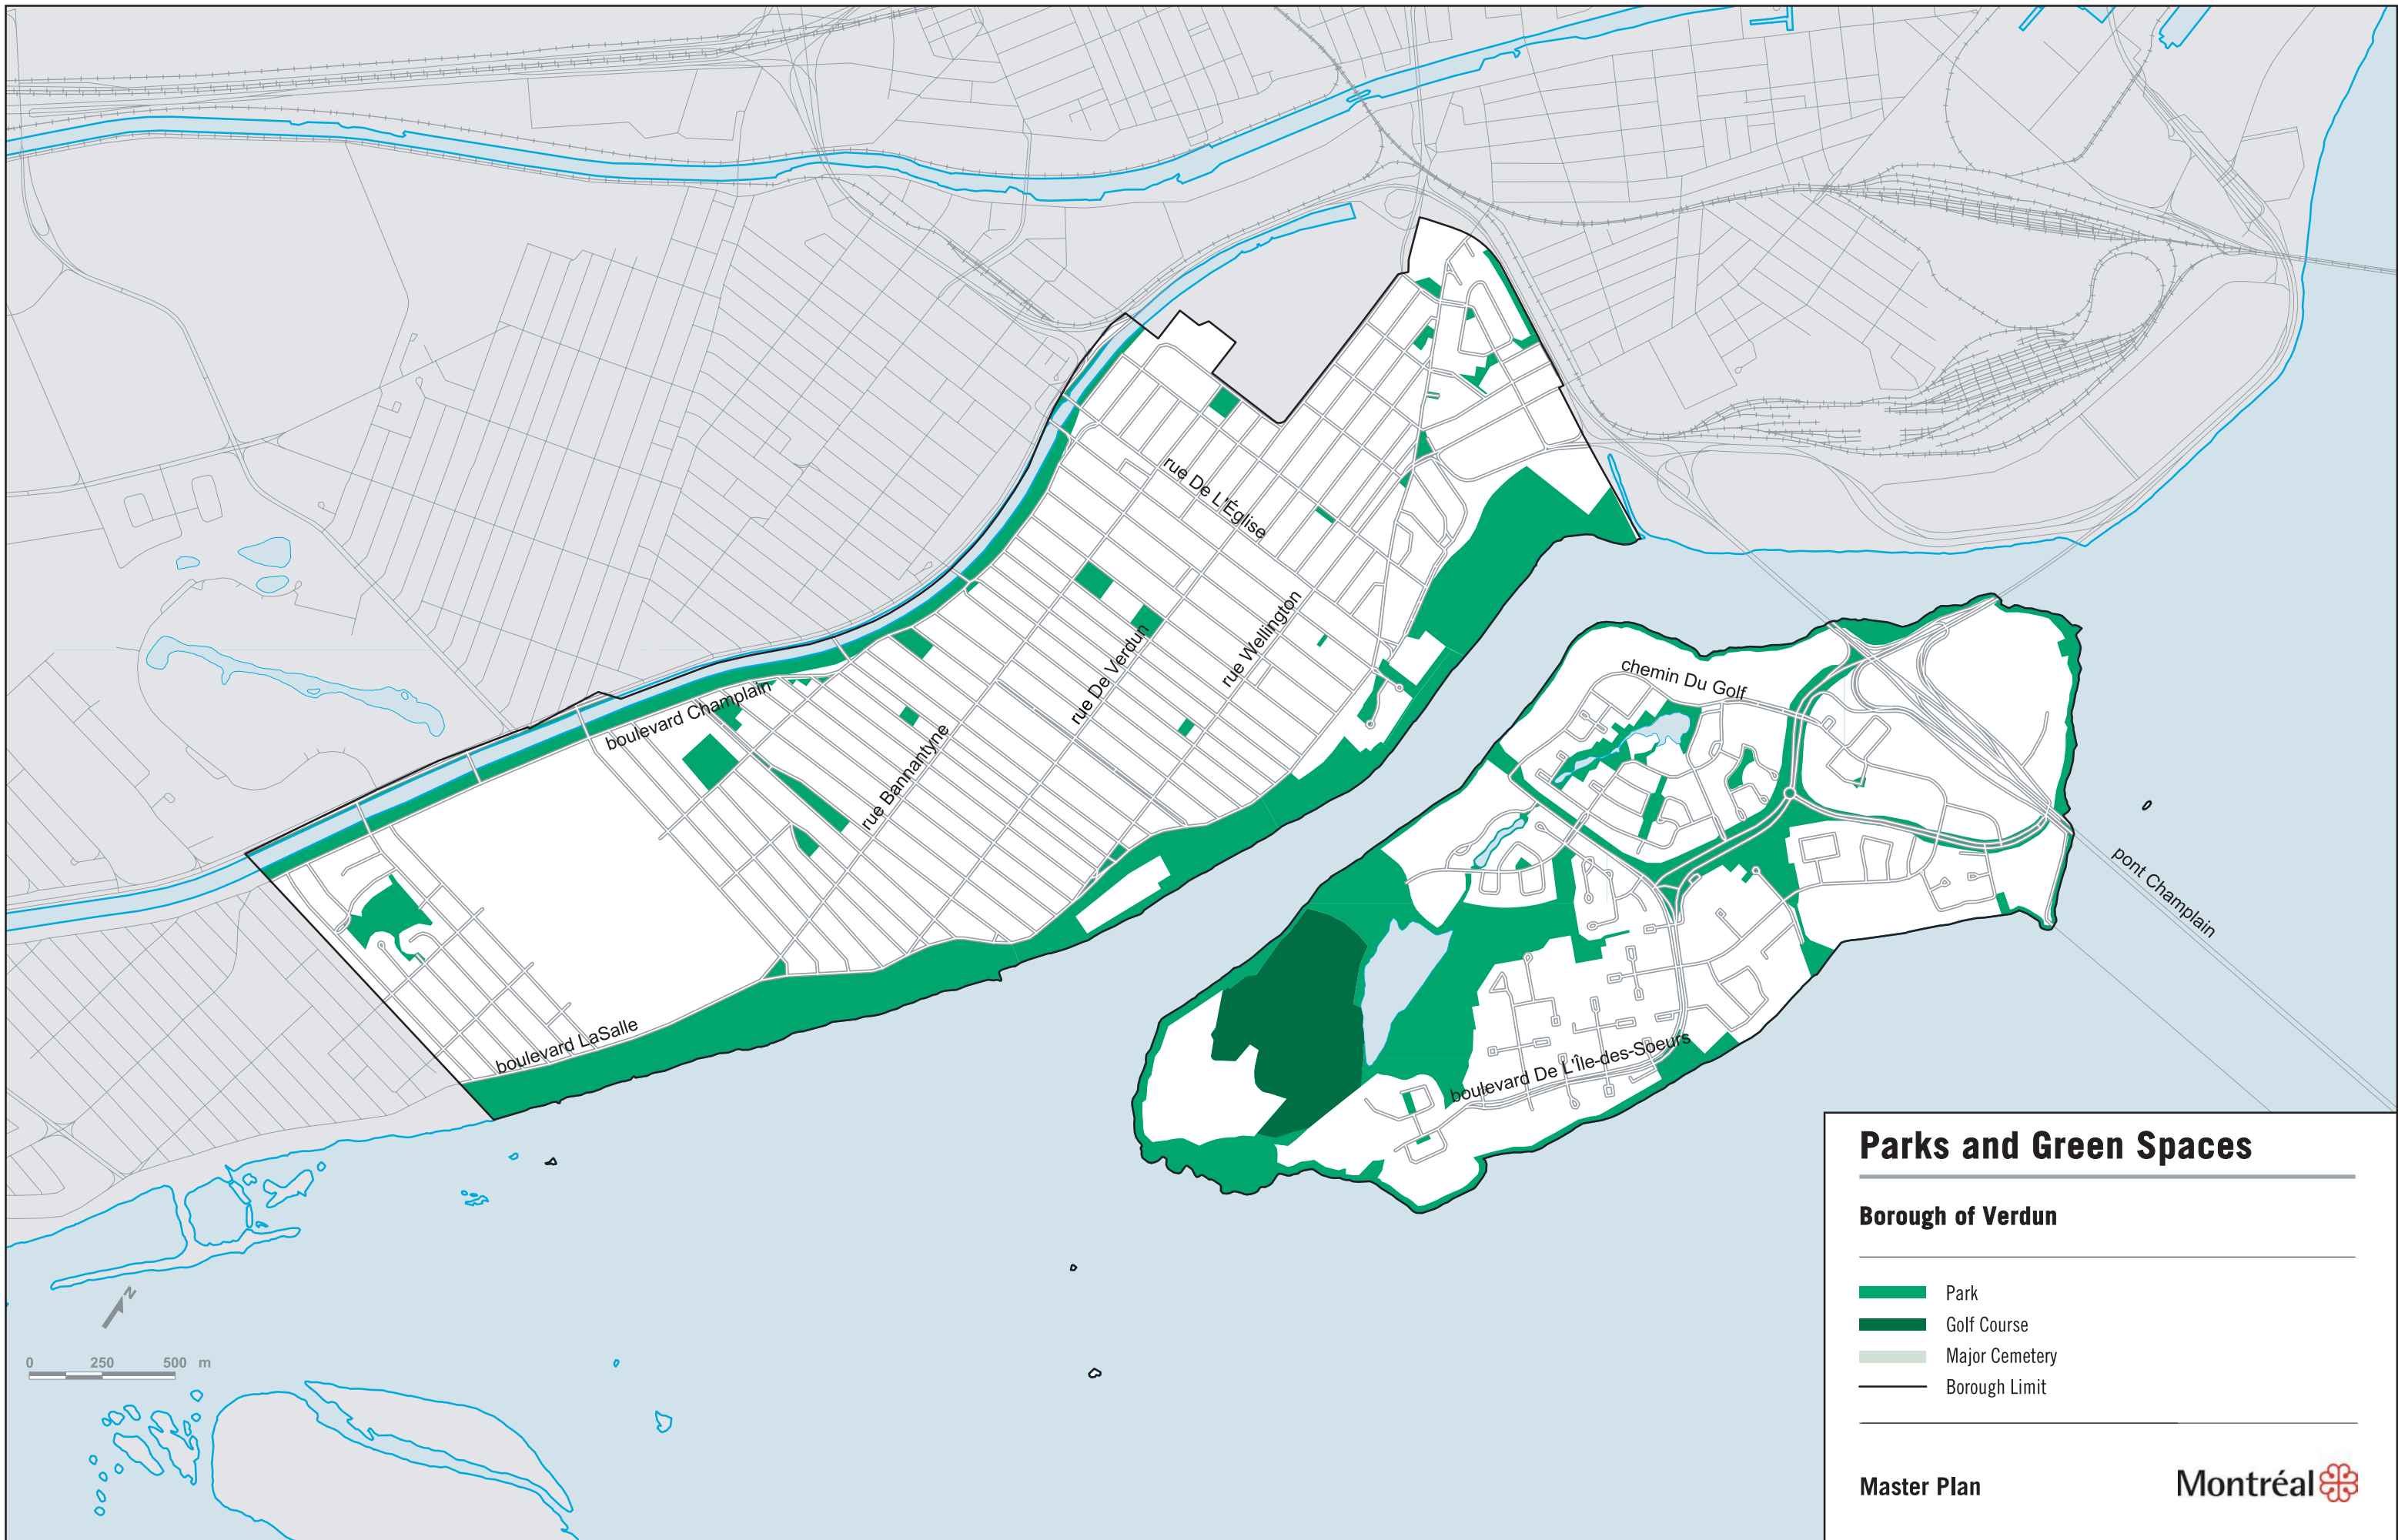 rue De L'Église
rue Wellington
rue De Verdun
chemin Du Golf
boulevard Champlain
rue Bannantyne
pont Champlain
boulevard LaSalle
boulevard De L'Île-des-Soeurs
N
0 250 500 m
Parks and Green Spaces
Borough of Verdun
Park
Golf Course
Major Cemetery
Borough Limit
Master Plan
Montréal